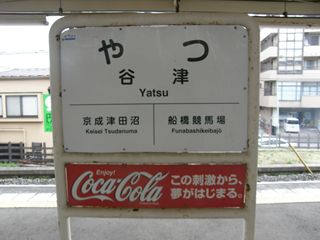 やつ
谷津
Yatsu
京成津田沼
Keisei Tsudanuma
船橋競馬場
Funabashikeibajō
Enjoy!
Coca-Cola
この刺激から、
夢がはじまる。